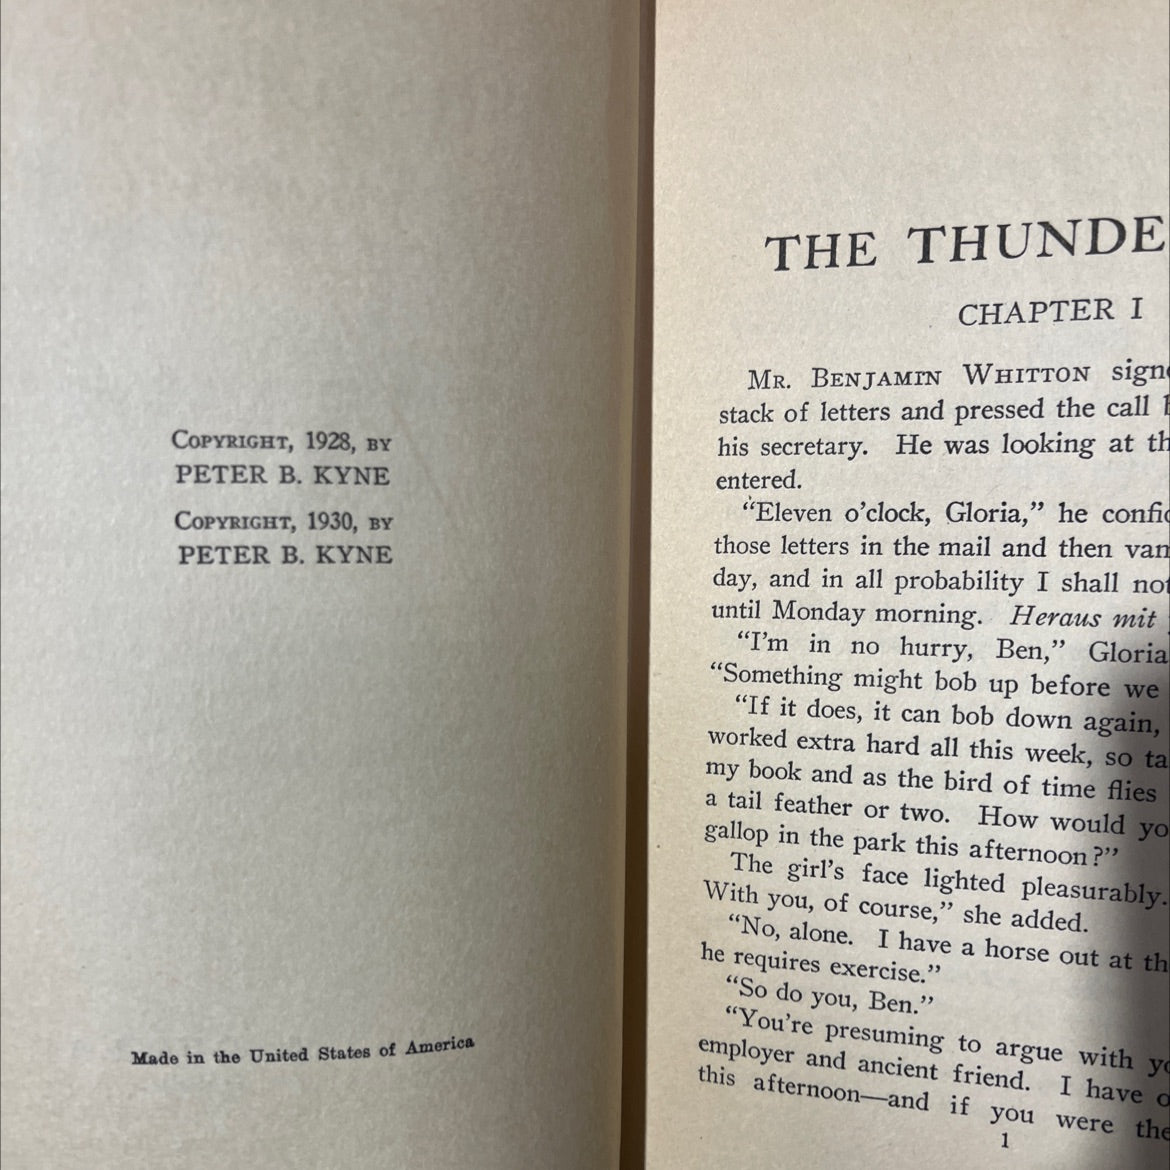 COPYRIGHT, 1928, BY
PETER B. KYNE
COPYRIGHT, 1930, BY
PETER B. KYNE
Made in the United States of America
THE THUNDE
CHAPTER I
MR. BENJAMIN WHITTON signe
stack of letters and pressed the call b
his secretary. He was looking at th
entered.
“Eleven o’clock, Gloria,” he confid
those letters in the mail and then van
day, and in all probability I shall not
until Monday morning. Heraus mit
“I’m in no hurry, Ben,” Gloria
“Something might bob up before we
“If it does, it can bob down again,
worked extra hard all this week, so ta
my book and as the bird of time flies
a tail feather or two. How would yo
gallop in the park this afternoon?”
The girl’s face lighted pleasurably.
With you, of course,” she added.
“No, alone. I have a horse out at th
he requires exercise.”
“So do you, Ben.”
“You’re presuming to argue with yo
employer and ancient friend. I have o
this afternoon—and if you were the
1